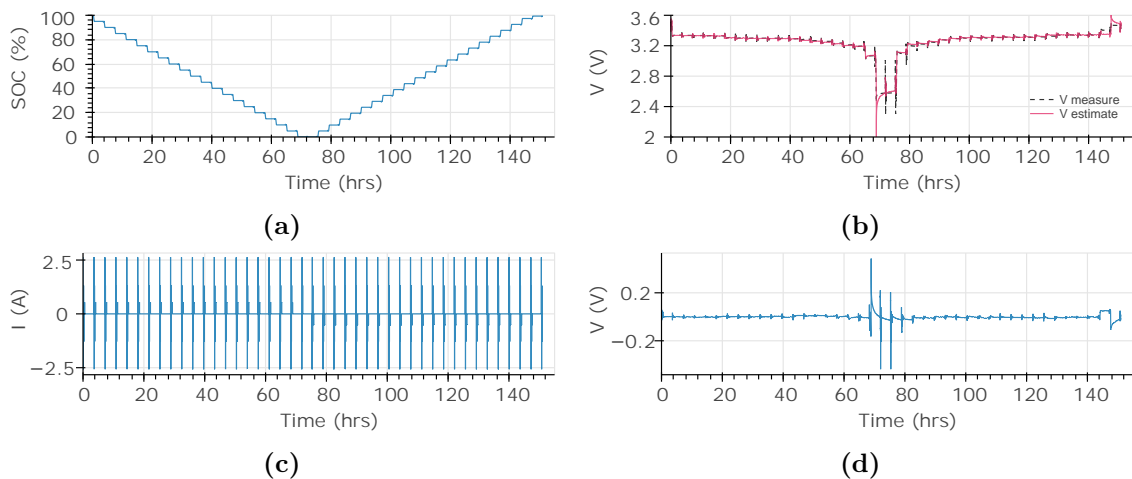 100
80
60
40
20
0
SOC (%)
0 20 40 60 80 100 120 140
Time (hrs)
(a)
3.6
3.2
2.8
2.4
2
V (V)
V measure
V estimate
0 20 40 60 80 100 120 140
Time (hrs)
(b)
2.5
0
−2.5
I (A)
0 20 40 60 80 100 120 140
Time (hrs)
(c)
0.2
−0.2
V (V)
0 20 40 60 80 100 120 140
Time (hrs)
(d)